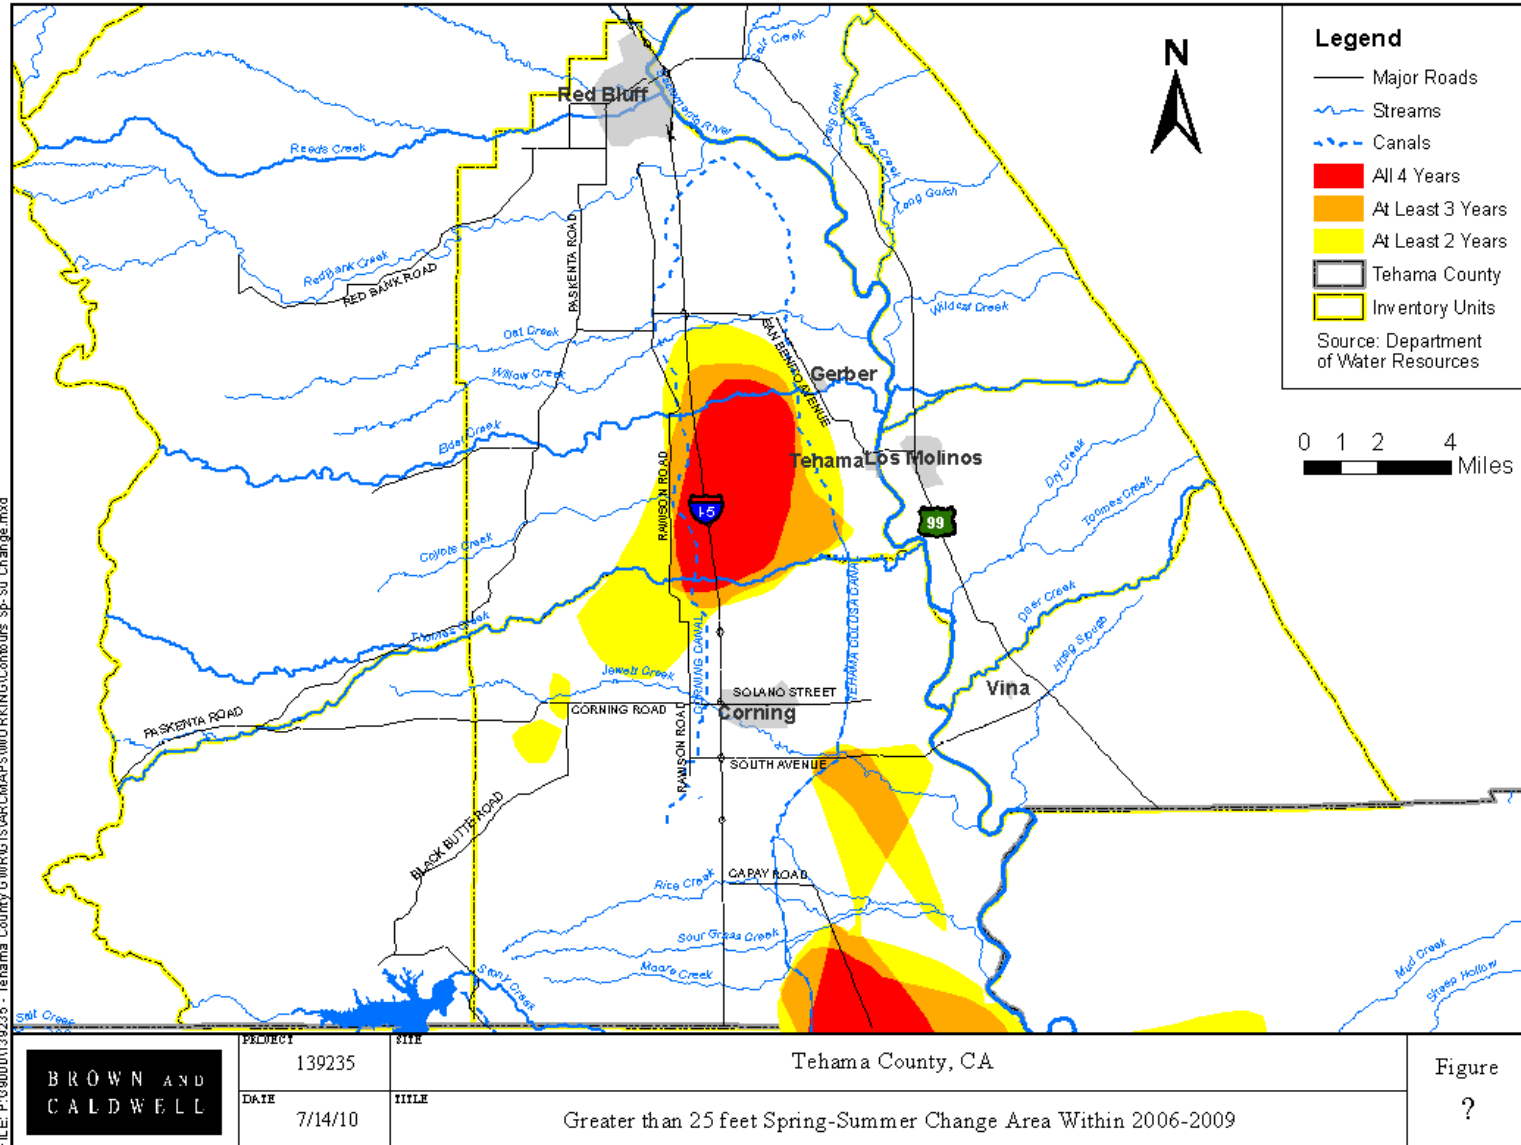 N
Legend
Major Roads
Streams
Canals
All 4 Years
At Least 3 Years
At Least 2 Years
Tehama County
Inventory Units
Source: Department
of Water Resources
0 1 2 4
Miles
Salt Creek
Red Bluff
Sacramento River
Craig Creek
Antelope Creek
Reeds Creek
Long Gulch
PASKENTA ROAD
Red Bank Creek
RED BANK ROAD
Wildcat Creek
Oat Creek
SAN BENITO AVENUE
Willow Creek
Gerber
Elder Creek
Tehama
Los Molinos
Dry Creek
RAWSON ROAD
Toomes Creek
I-5
99
Coyote Creek
TEHAMA COLUSA CANAL
Deer Creek
Thomes Creek
Hoag Slough
CORNING CANAL
Jewett Creek
Vina
SOLANO STREET
CORNING ROAD
Corning
PASKENTA ROAD
RAWSON ROAD
SOUTH AVENUE
BLACK BUTTE ROAD
CAPAY ROAD
Rice Creek
Sour Grass Creek
Moore Creek
Mud Creek
Stony Creek
Sheep Hollow
Salt Creek
BROWN AND
CALDWELL
PROJECT
139235
SITE
Tehama County, CA
DATE
7/14/10
TITLE
Greater than 25 feet Spring-Summer Change Area Within 2006-2009
Figure
?